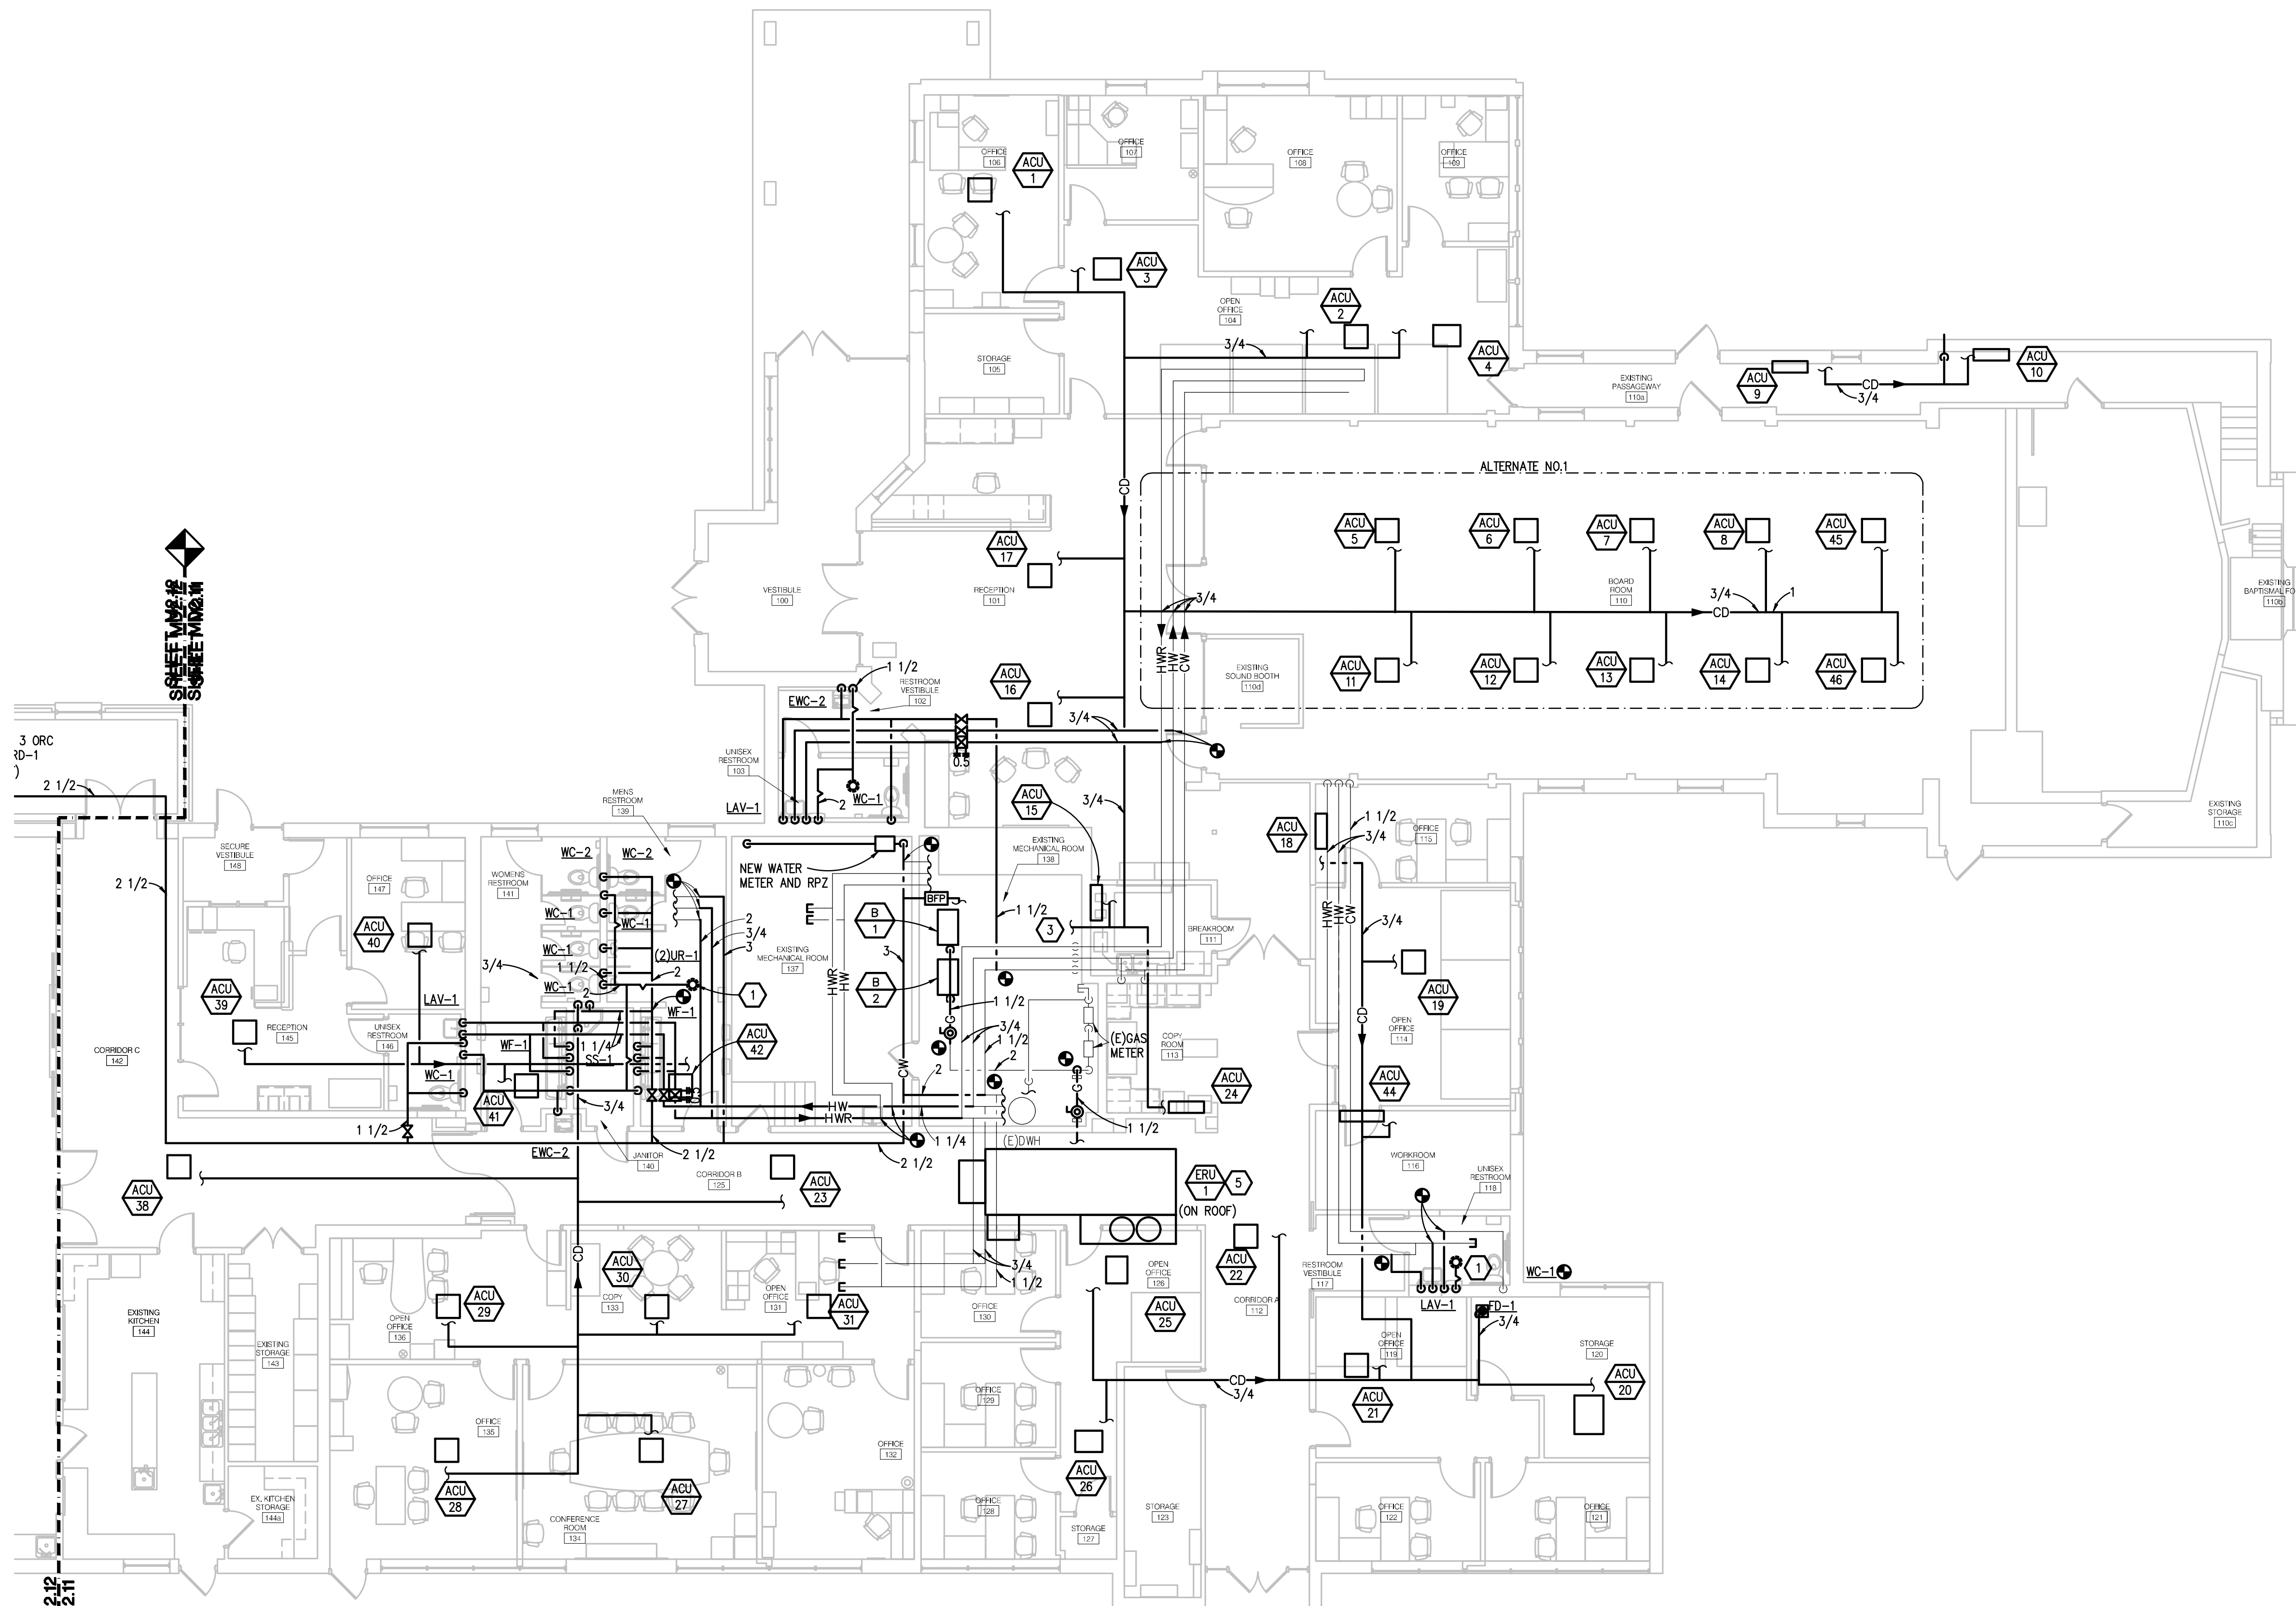 OFFICE
106
ACU
1
OFFICE
107
OFFICE
108
OFFICE
109
ACU
3
OPEN
OFFICE
104
ACU
2
3/4
ACU
4
STORAGE
105
EXISTING
PASSAGEWAY
110a
ACU
9
CD
3/4
ACU
10
ALTERNATE NO.1
CD
ACU
5
ACU
6
ACU
7
ACU
8
ACU
45
ACU
17
RECEPTION
101
VESTIBULE
100
BOARD
ROOM
110
3/4
1
CD
3/4
EXISTING
110b
HWR
HW
CW
ACU
11
ACU
12
ACU
13
ACU
14
ACU
46
EXISTING
SOUND BOOTH
110d
ACU
16
1 1/2
RESTROOM
VESTIBULE
102
EWC-2
3/4
0.5
UNISEX
RESTROOM
103
LAV-1
2
WC-1
ACU
15
3/4
EXISTING
STORAGE
110c
3 ORC
RD-1
2 1/2
2 1/2
MENS
RESTROOM
139
SECURE
VESTIBULE
148
OFFICE
147
WOMENS
RESTROOM
141
WC-2
WC-2
NEW WATER
METER AND RPZ
EXISTING
MECHANICAL ROOM
138
BFP
B
1
1 1/2
3
BREAKROOM
111
ACU
18
OFFICE
115
1 1/2
3/4
HWR
HW
CW
3/4
ACU
40
WC-1
WC-1
WC-1
(2)UR-1
2
3/4
3
EXISTING
MECHANICAL ROOM
137
HWR
HW
3
B
2
ACU
39
3/4
1 1/2
WC-1
2
2
1
LAV-1
WF-1
RECEPTION
145
UNISEX
RESTROOM
146
WF-1
1 1/4
SS-1
ACU
42
1 1/2
G
3/4
1 1/2
2
(E)GAS
METER
COPY
ROOM
113
ACU
19
OPEN
OFFICE
114
CD
CORRIDOR C
142
WC-1
ACU
41
3/4
CW
2
HW
HWR
1 1/4
G
1 1/2
ACU
24
ACU
44
1 1/2
EWC-2
JANITOR
140
2 1/2
2 1/2
(E)DWH
CORRIDOR B
125
ACU
38
ACU
23
ERU
1
5
(ON ROOF)
WORKROOM
116
UNISEX
RESTROOM
118
CD
ACU
30
COPY
133
OPEN
OFFICE
131
ACU
31
3/4
1 1/2
OFFICE
130
OPEN
OFFICE
126
ACU
22
CORRIDOR A
112
RESTROOM
VESTIBULE
117
1
WC-1
LAV-1
FD-1
3/4
EXISTING
KITCHEN
144
EXISTING
STORAGE
143
OPEN
OFFICE
136
ACU
29
ACU
25
OPEN
OFFICE
119
STORAGE
120
ACU
20
CD
3/4
ACU
21
OFFICE
129
OFFICE
135
OFFICE
132
ACU
28
ACU
27
ACU
26
EX. KITCHEN
STORAGE
144a
CONFERENCE
ROOM
134
OFFICE
128
STORAGE
127
STORAGE
123
OFFICE
122
OFFICE
121
2.12
2.11
3